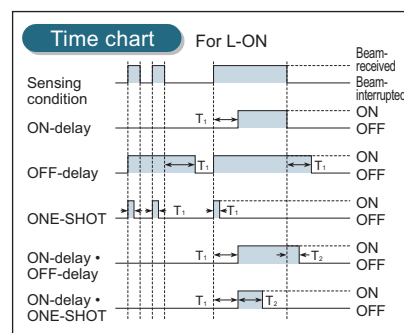 Time chart For L-ON
Sensing condition
Beam-received
Beam-interrupted
ON-delay
T₁
ON
OFF
OFF-delay
T₁ T₁
ON
OFF
ONE-SHOT
T₁ T₁
ON
OFF
ON-delay •
OFF-delay
T₁ T₂
ON
OFF
ON-delay •
ONE-SHOT
T₁ T₂
ON
OFF